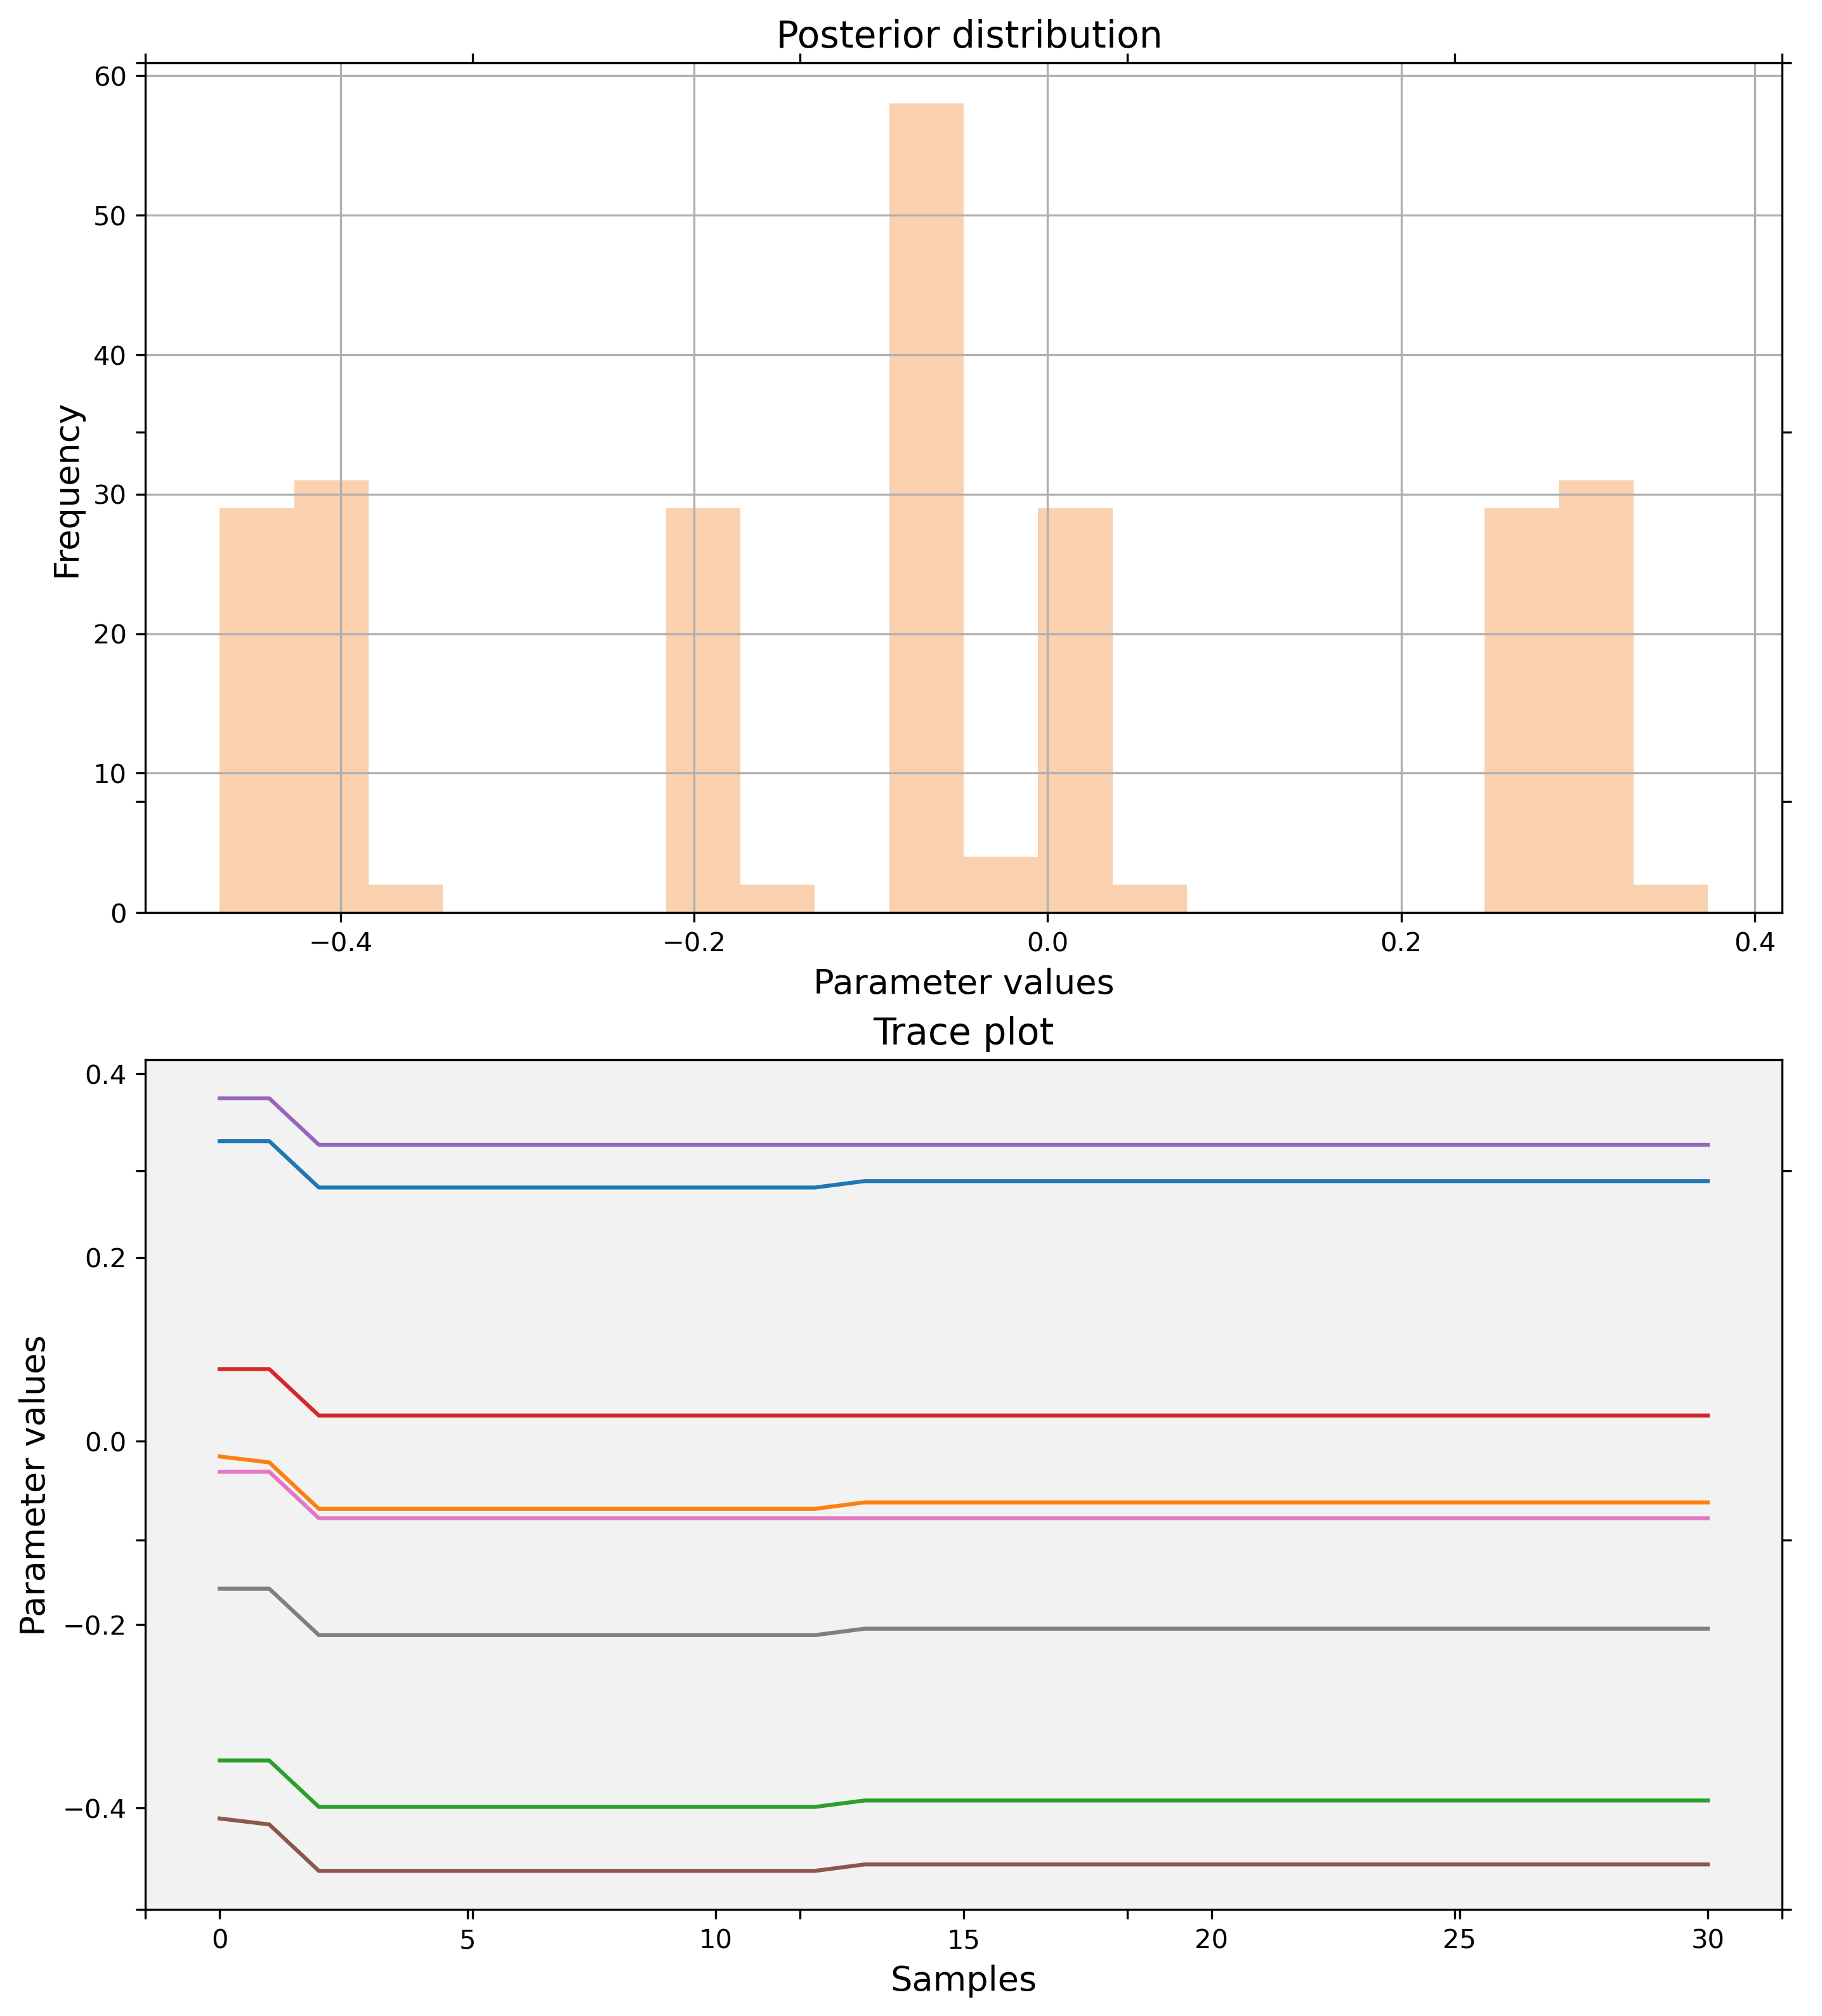 Posterior distribution
60
50
40
30
20
10
0
Frequency
−0.4 −0.2 0.0 0.2 0.4
Parameter values
Trace plot
0.4
0.2
0.0
−0.2
−0.4
Parameter values
0 5 10 15 20 25 30
Samples